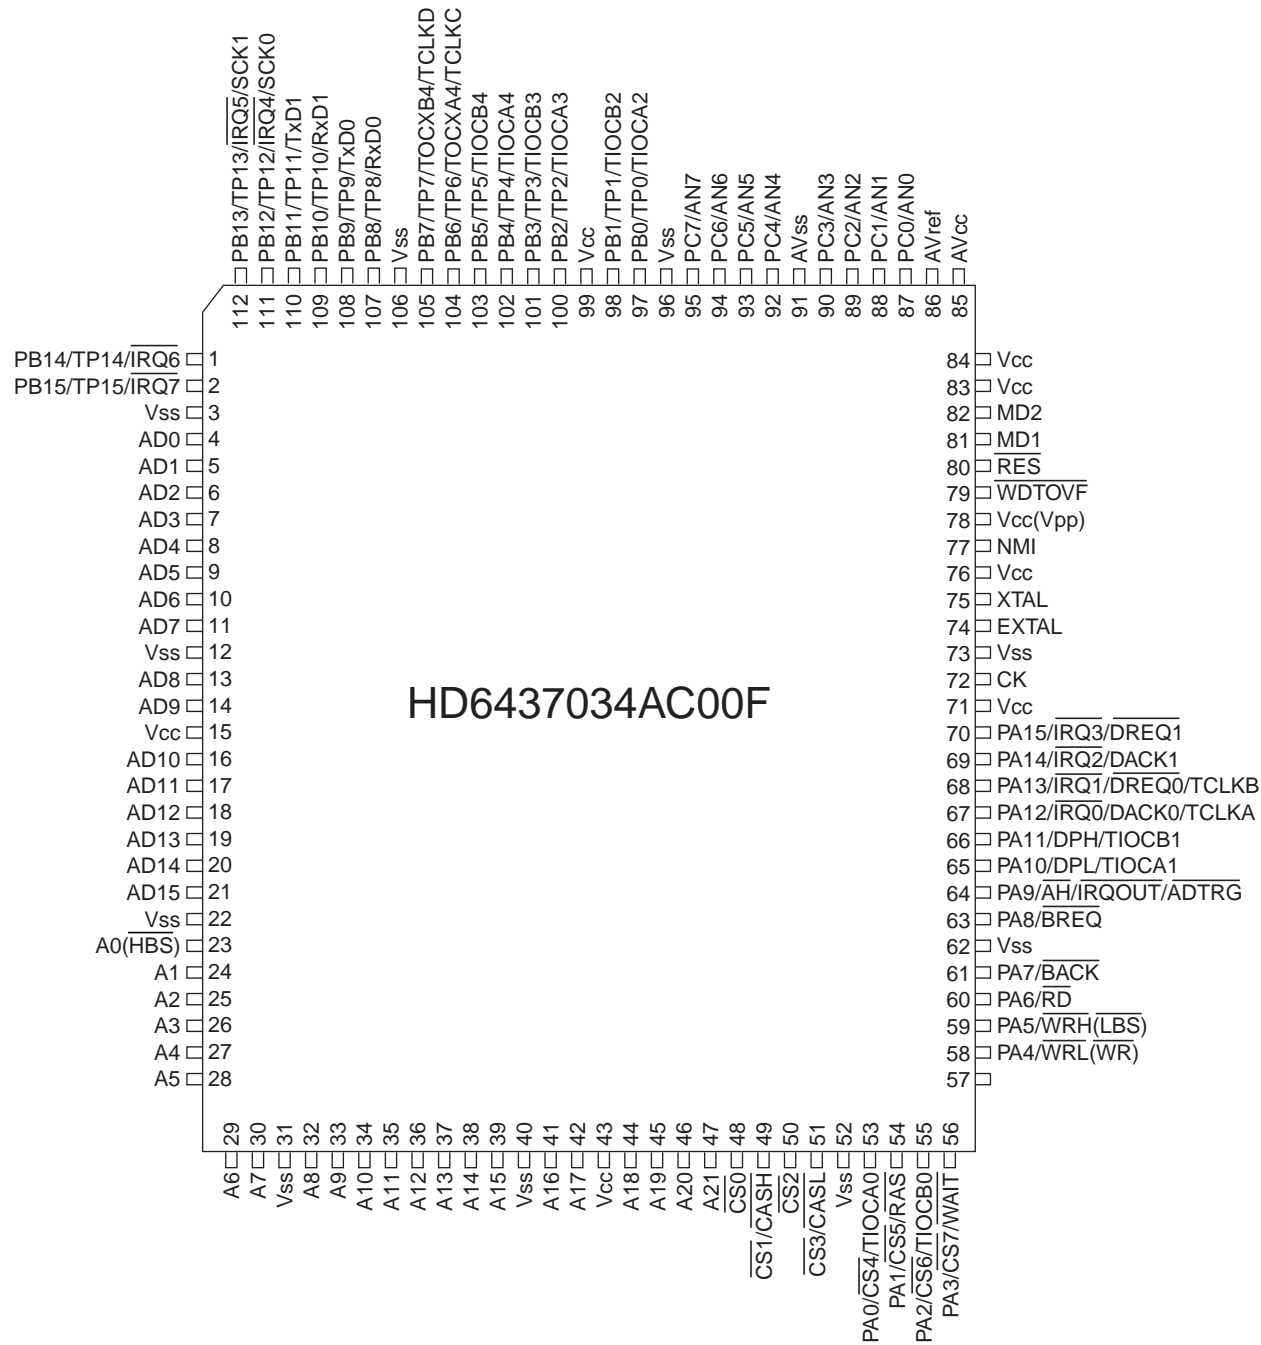 PB13/TP13/IRQ5/SCK1
PB12/TP12/IRQ4/SCK0
PB11/TP11/TxD1
PB10/TP10/RxD1
PB9/TP9/TxD0
PB8/TP8/RxD0
Vss
PB7/TP7/TOCXB4/TCLKD
PB6/TP6/TOCXA4/TCLKC
PB5/TP5/TIOCB4
PB4/TP4/TIOCA4
PB3/TP3/TIOCB3
PB2/TP2/TIOCA3
Vcc
PB1/TP1/TIOCB2
PB0/TP0/TIOCA2
Vss
PC7/AN7
PC6/AN6
PC5/AN5
PC4/AN4
AVss
PC3/AN3
PC2/AN2
PC1/AN1
PC0/AN0
AVref
AVcc
112
111
110
109
108
107
106
105
104
103
102
101
100
99
98
97
96
95
94
93
92
91
90
89
88
87
86
85
PB14/TP14/IRQ6 1
PB15/TP15/IRQ7 2
Vss 3
AD0 4
AD1 5
AD2 6
AD3 7
AD4 8
AD5 9
AD6 10
AD7 11
Vss 12
AD8 13
AD9 14
Vcc 15
AD10 16
AD11 17
AD12 18
AD13 19
AD14 20
AD15 21
Vss 22
A0(HBS) 23
A1 24
A2 25
A3 26
A4 27
A5 28
HD6437034AC00F
84 Vcc
83 Vcc
82 MD2
81 MD1
80 RES
79 WDTOVF
78 Vcc(Vpp)
77 NMI
76 Vcc
75 XTAL
74 EXTAL
73 Vss
72 CK
71 Vcc
70 PA15/IRQ3/DREQ1
69 PA14/IRQ2/DACK1
68 PA13/IRQ1/DREQ0/TCLKB
67 PA12/IRQ0/DACK0/TCLKA
66 PA11/DPH/TIOCB1
65 PA10/DPL/TIOCA1
64 PA9/AH/IRQOUT/ADTRG
63 PA8/BREQ
62 Vss
61 PA7/BACK
60 PA6/RD
59 PA5/WRH(LBS)
58 PA4/WRL(WR)
57
29
30
31
32
33
34
35
36
37
38
39
40
41
42
43
44
45
46
47
48
49
50
51
52
53
54
55
56
A6
A7
Vss
A8
A9
A10
A11
A12
A13
A14
A15
Vss
A16
A17
Vcc
A18
A19
A20
A21
CS0
CS1/CASH
CS2
CS3/CASL
Vss
PA0/CS4/TIOCA0
PA1/CS5/RAS
PA2/CS6/TIOCB0
PA3/CS7/WAIT